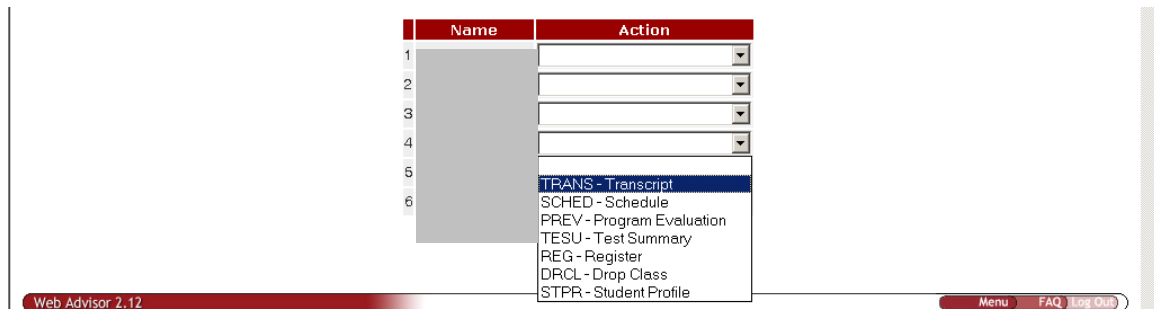 Name Action
1
2
3
4
5
TRANS - Transcript
6 SCHED - Schedule
PREV - Program Evaluation
TESU - Test Summary
REG - Register
DRCL - Drop Class
STPR - Student Profile
Web Advisor 2.12 Menu FAQ Log Out